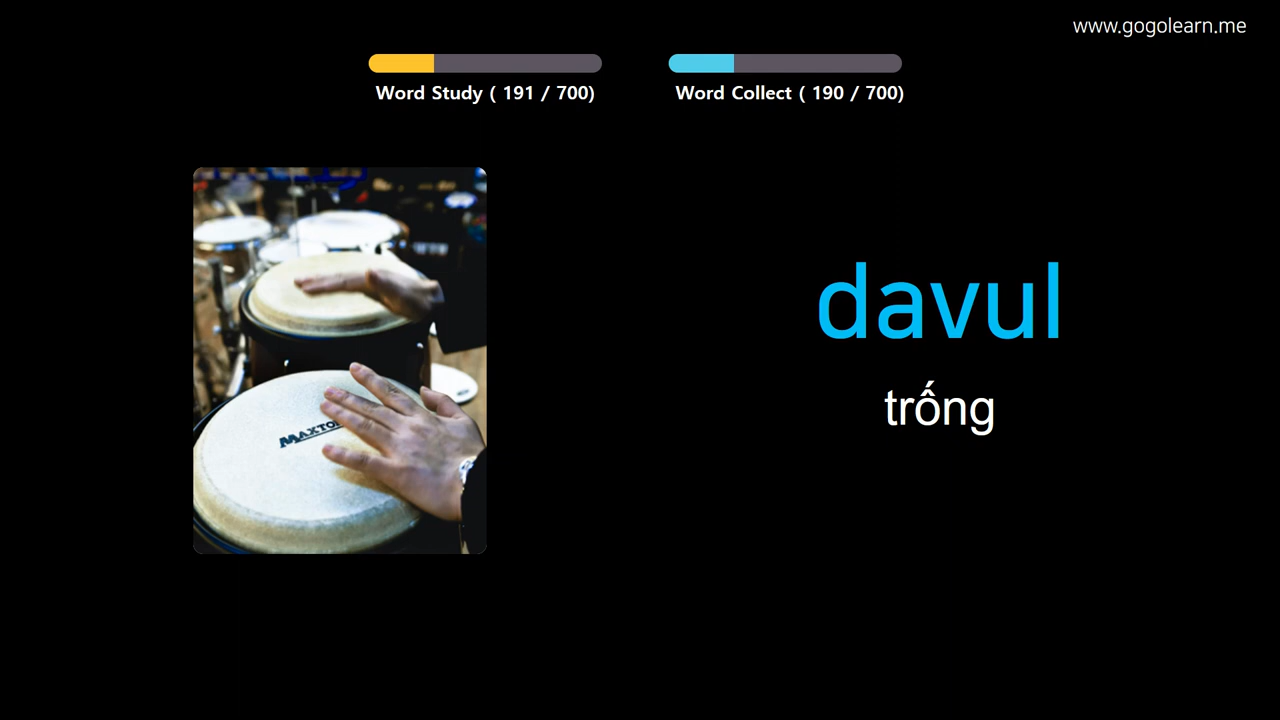 www.gogolearn.me
Word Study ( 191 / 700)
Word Collect ( 190 / 700)
davul
trống